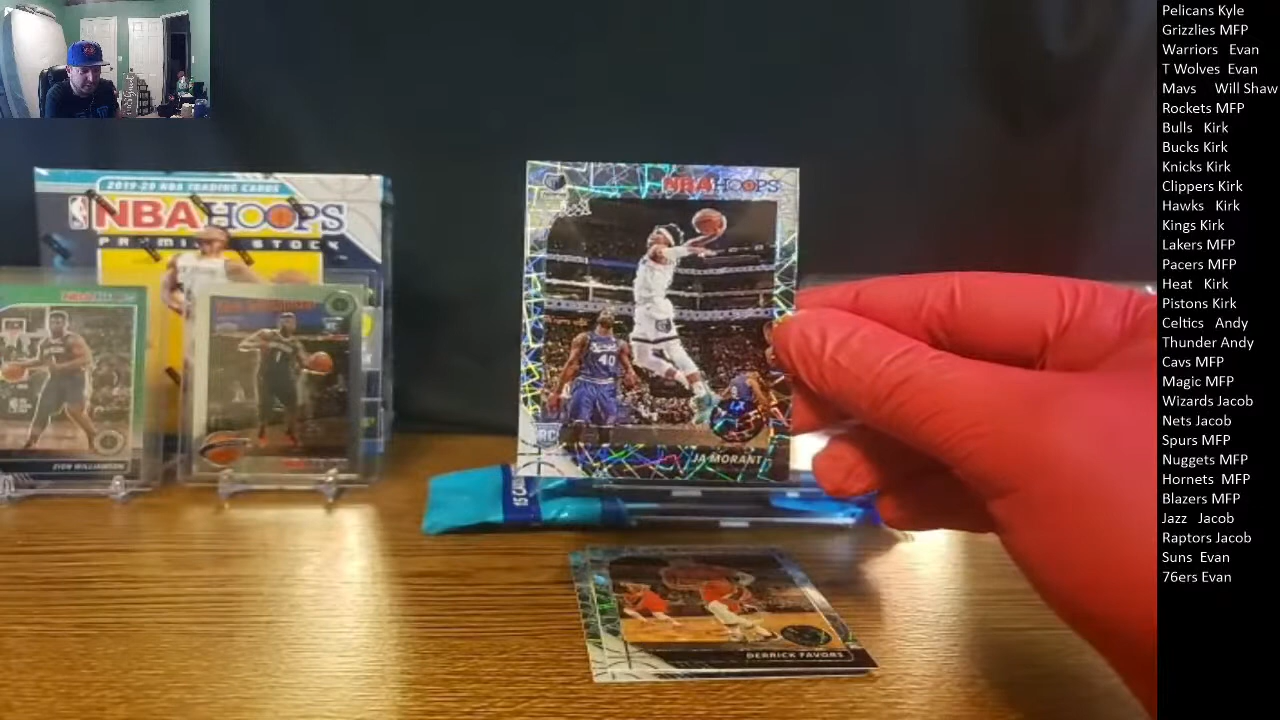 2019-20 NBA TRADING CARDS
NBA HOOPS
PREMIUM STOCK
ZION WILLIAMSON
NBA HOOPS
40
RC
JA MORANT
15 CA
DERRICK FAVORS
Pelicans Kyle
Grizzlies MFP
Warriors Evan
T Wolves Evan
Mavs Will Shaw
Rockets MFP
Bulls Kirk
Bucks Kirk
Knicks Kirk
Clippers Kirk
Hawks Kirk
Kings Kirk
Lakers MFP
Pacers MFP
Heat Kirk
Pistons Kirk
Celtics Andy
Thunder Andy
Cavs MFP
Magic MFP
Wizards Jacob
Nets Jacob
Spurs MFP
Nuggets MFP
Hornets MFP
Blazers MFP
Jazz Jacob
Raptors Jacob
Suns Evan
76ers Evan